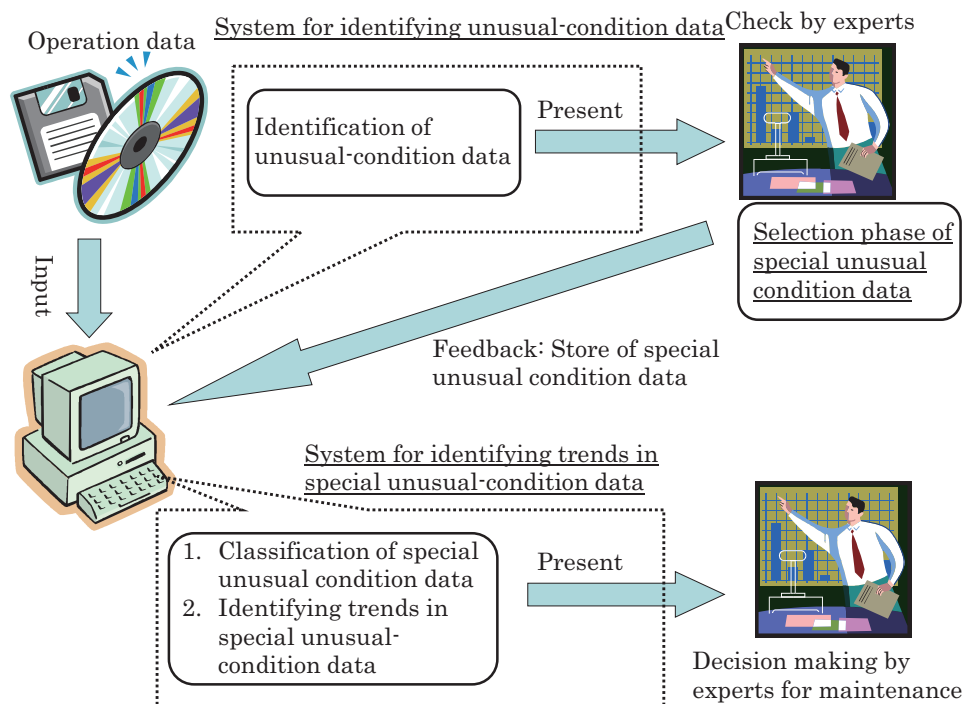 Operation data
System for identifying unusual-condition data
Check by experts
Identification of
unusual-condition data
Present
Input
Selection phase of
special unusual
condition data
Feedback: Store of special
unusual condition data
System for identifying trends in
special unusual-condition data
1. Classification of special
unusual condition data
2. Identifying trends in
special unusual-
condition data
Present
Decision making by
experts for maintenance